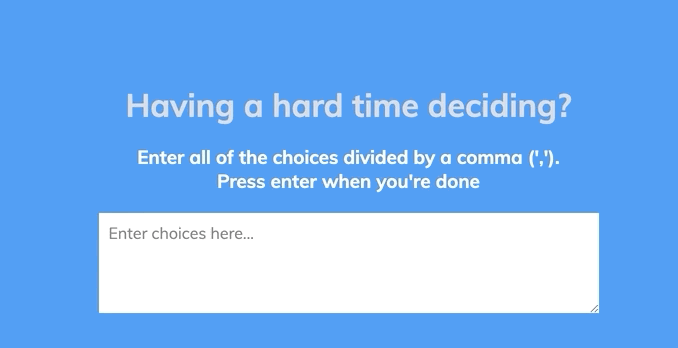 Having a hard time deciding?
Enter all of the choices divided by a comma (',').
Press enter when you're done
Enter choices here...